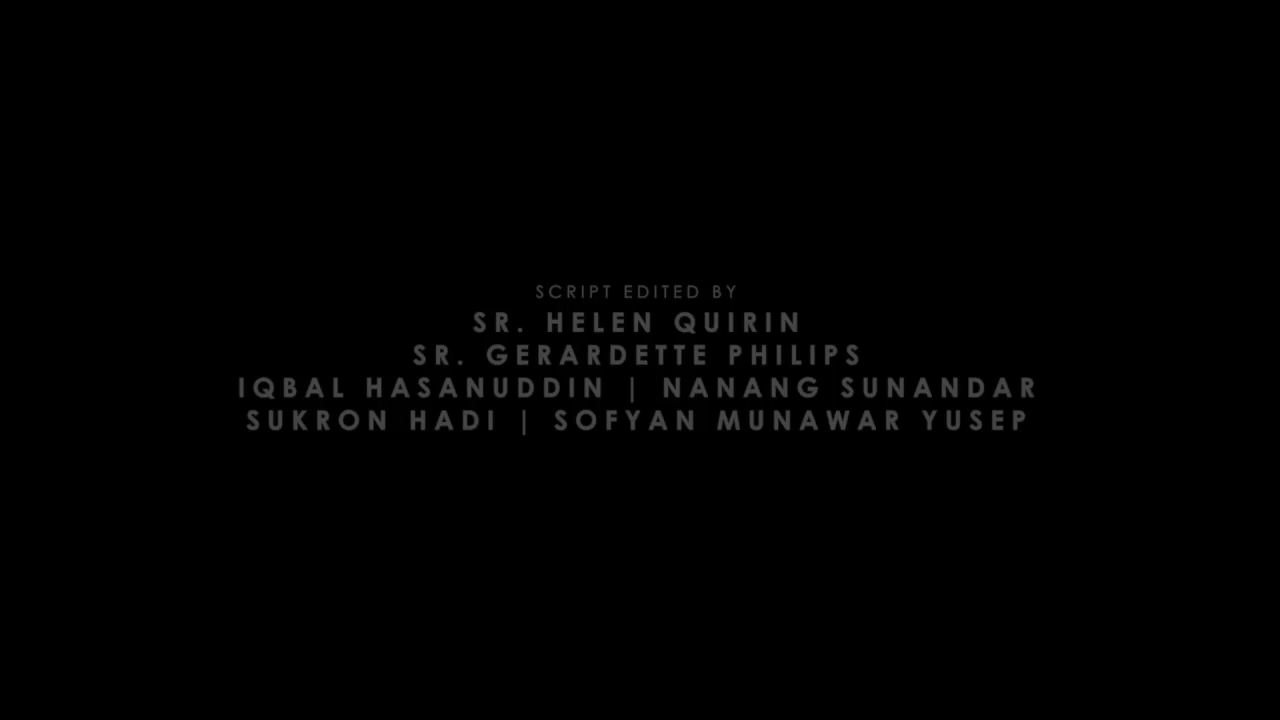 SCRIPT EDITED BY
SR. HELEN QUIRIN
SR. GERARDETTE PHILIPS
IQBAL HASANUDDIN | NANANG SUNANDAR
SUKRON HADI | SOFYAN MUNAWAR YUSEP